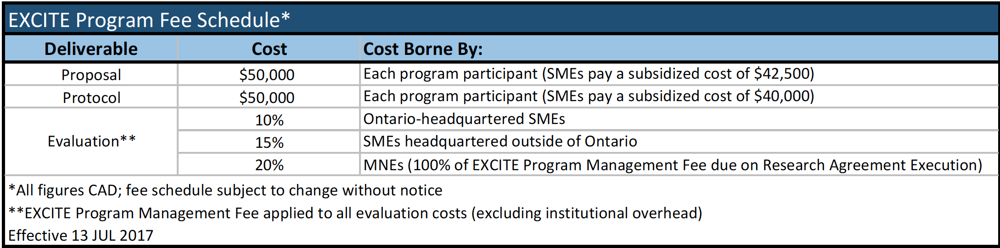 EXCITE Program Fee Schedule*
Deliverable Cost Cost Borne By:
Proposal $50,000 Each program participant (SMEs pay a subsidized cost of $42,500)
Protocol $50,000 Each program participant (SMEs pay a subsidized cost of $40,000)
Evaluation**
10% Ontario-headquartered SMEs
15% SMEs headquartered outside of Ontario
20% MNEs (100% of EXCITE Program Management Fee due on Research Agreement Execution)
*All figures CAD; fee schedule subject to change without notice
**EXCITE Program Management Fee applied to all evaluation costs (excluding institutional overhead)
Effective 13 JUL 2017